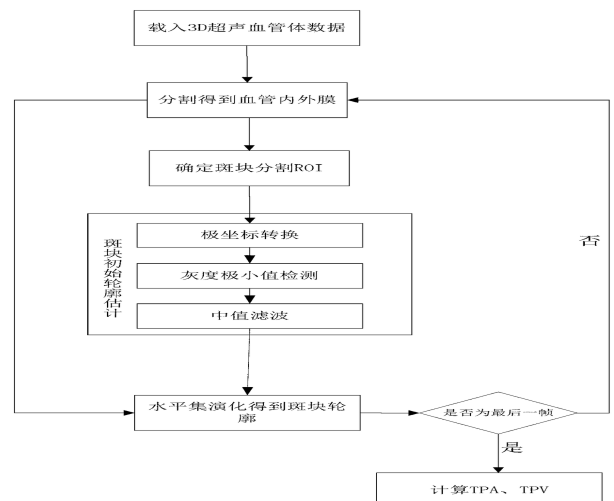 载入3D超声血管体数据
分割得到血管内外膜
确定斑块分割ROI
斑块初始轮廓估计
极坐标转换
灰度极小值检测
中值滤波
水平集演化得到斑块轮
廓
是否为最后一帧
否
是
计算TPA、TPV